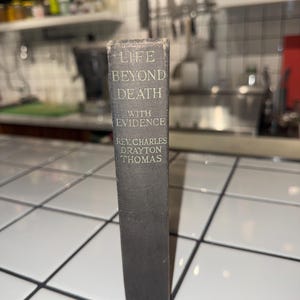 LIFE
BEYOND
DEATH
WITH
EVIDENCE
REV. CHARLES
DRAYTON
THOMAS